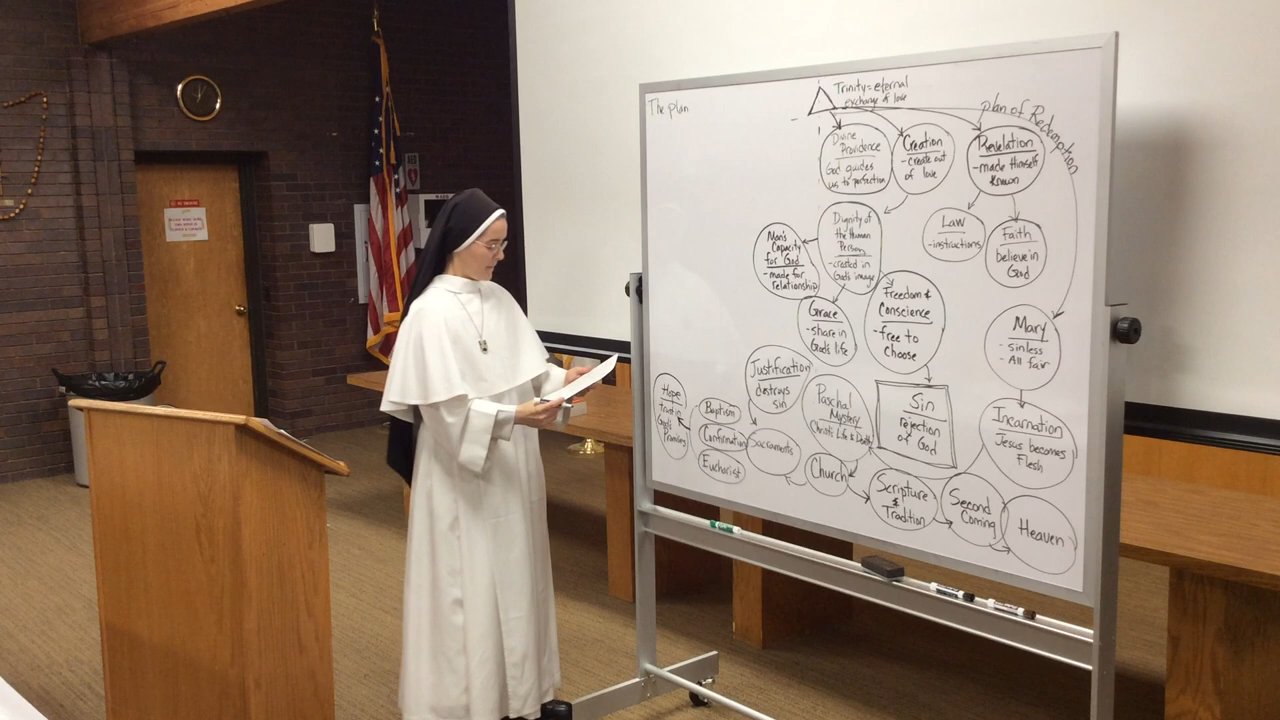 The plan
Trinity = eternal
exchange of love
plan of Redemption
Divine
Providence
God guides
us to perfection
Creation
- create out
of love
Revelation
- made Himself
known
Law
- instructions
Faith
believe in
God
Dignity of
the Human
Person
- created in
God's image
Man's
Capacity
for God
- made for
relationship
Grace
- share in
God's life
Freedom &
Conscience
- free to
choose
Mary
- sinless
- All fair
Justification
destroys
sin
Paschal
Mystery
Christ's Life & Death
Sin
rejection
of God
Incarnation
Jesus becomes
Flesh
Hope
trust in
God's
Promises
Baptism
Confirmation
Eucharist
Sacraments
Church
Scripture
&
Tradition
Second
Coming
Heaven